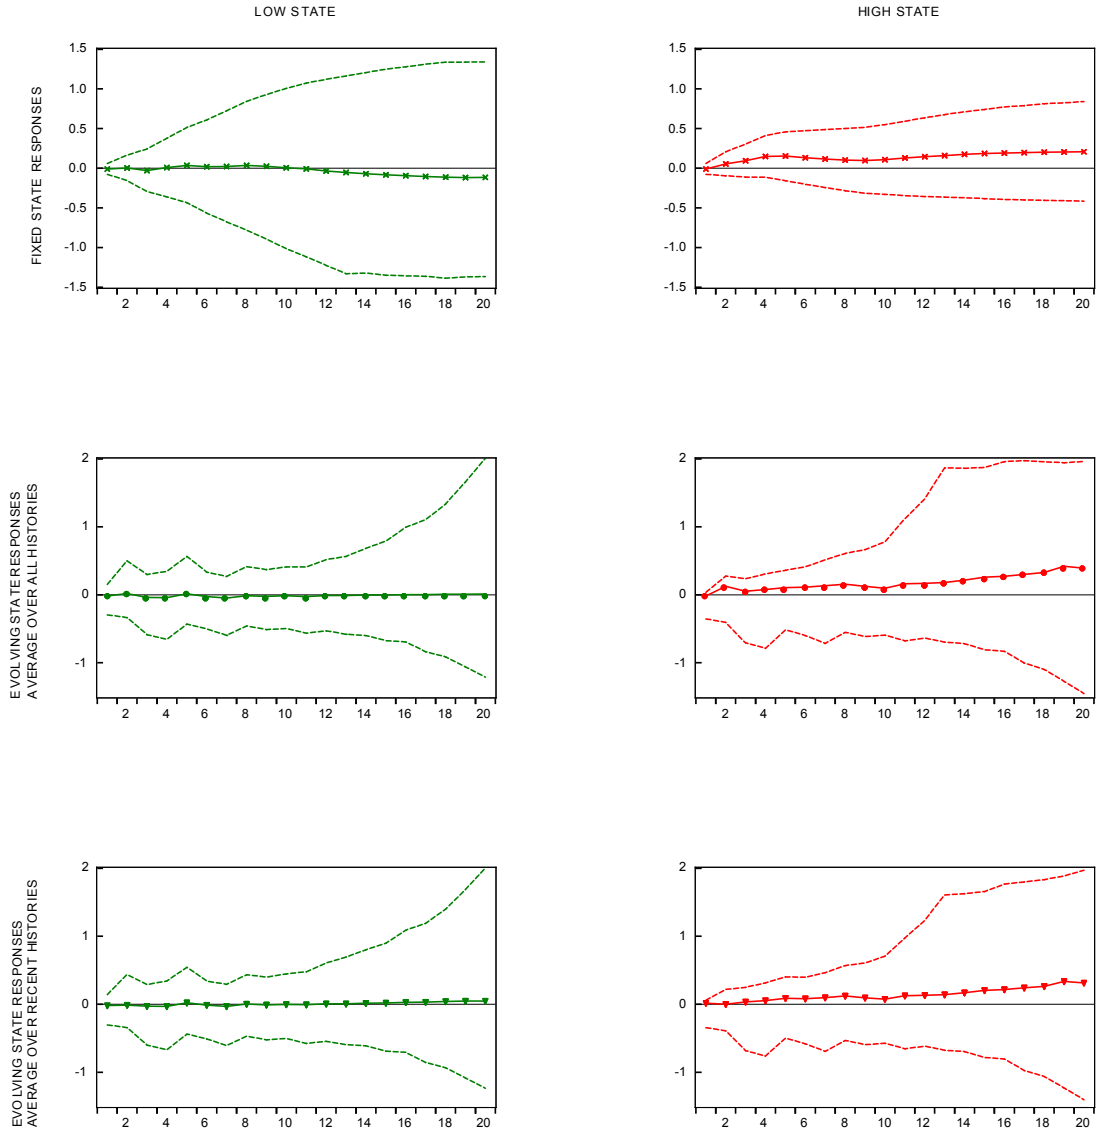 LOW STATE
HIGH STATE
FIXED STATE RESPONSES
1.5
1.0
0.5
0.0
-0.5
-1.0
-1.5
2 4 6 8 10 12 14 16 18 20
1.5
1.0
0.5
0.0
-0.5
-1.0
-1.5
2 4 6 8 10 12 14 16 18 20
EVOLVING STATE RESPONSES
AVERAGE OVER ALL HISTORIES
2
1
0
-1
2 4 6 8 10 12 14 16 18 20
2
1
0
-1
2 4 6 8 10 12 14 16 18 20
EVOLVING STATE RESPONSES
AVERAGE OVER RECENT HISTORIES
2
1
0
-1
2 4 6 8 10 12 14 16 18 20
2
1
0
-1
2 4 6 8 10 12 14 16 18 20